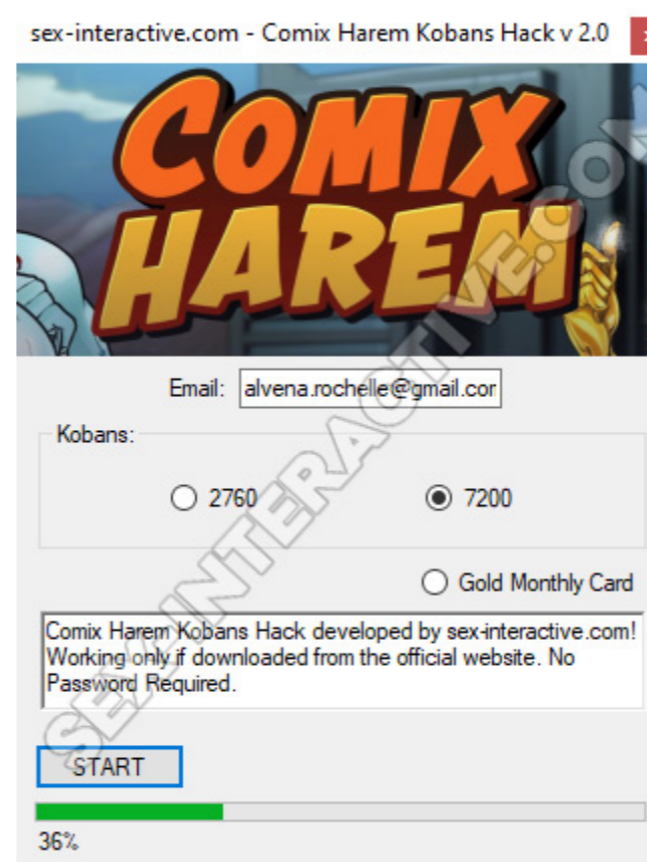 sex-interactive.com - Comix Harem Kobans Hack v 2.0
COMIX
HAREM
Email: alvena.rochelle@gmail.cor
Kobans:
2760 7200
Gold Monthly Card
Comix Harem Kobans Hack developed by sex-interactive.com!
Working only if downloaded from the official website. No
Password Required.
START
36%
SEX-INTERACTIVE.COM